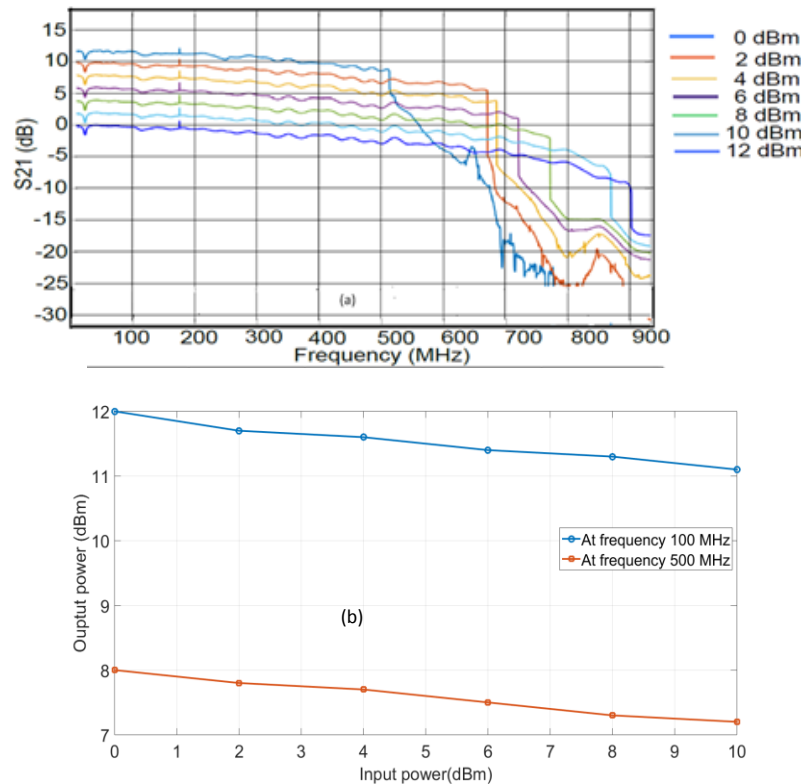 15
10
5
0
-5
-10
-15
-20
-25
-30
S21 (dB)
100 200 300 400 500 600 700 800 900
Frequency (MHz)
(a)
0 dBm
2 dBm
4 dBm
6 dBm
8 dBm
10 dBm
12 dBm
12
11
10
9
8
7
Ouptut power (dBm)
At frequency 100 MHz
At frequency 500 MHz
(b)
0 1 2 3 4 5 6 7 8 9 10
Input power(dBm)